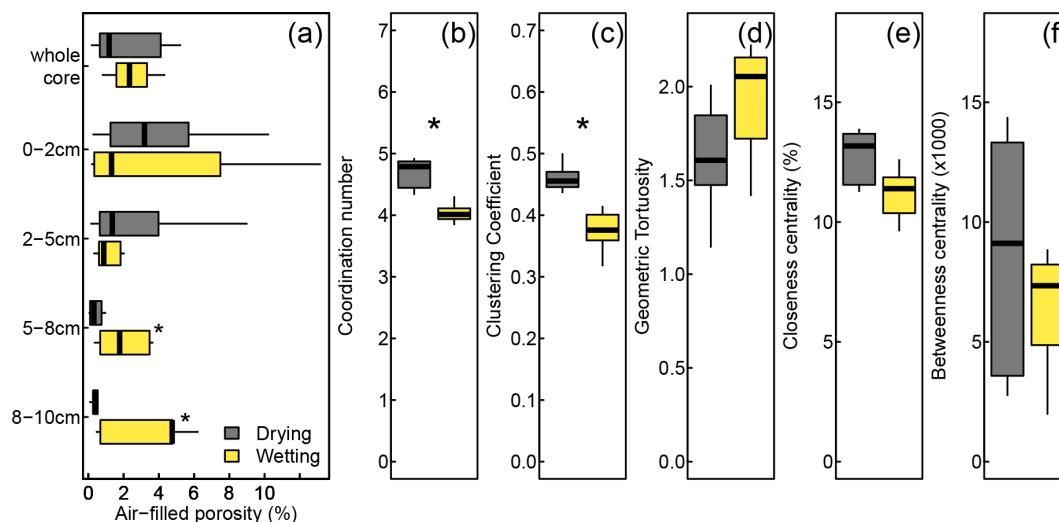 (a)
whole
core
0−2cm
2−5cm
5−8cm
*
8−10cm
*
Drying
Wetting
0 2 4 6 8 10
Air−filled porosity (%)
(b)
Coordination number
7
6
5
4
3
2
1
0
*
(c)
Clustering Coefficient
0.7
0.6
0.5
0.4
0.3
0.2
0.1
0.0
*
(d)
Geometric Tortuosity
2.0
1.5
1.0
0.5
0.0
(e)
Closeness centrality (%)
15
10
5
0
(f
Betweenness centrality (x1000)
15
10
5
0